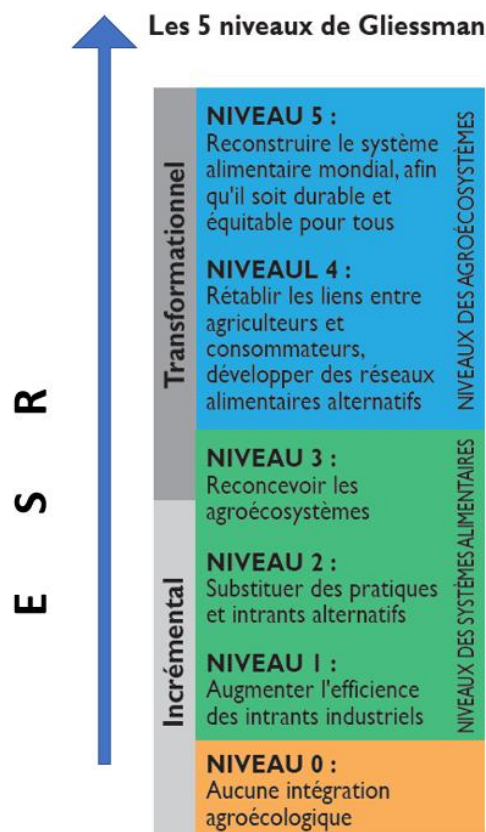 Les 5 niveaux de Gliessman
NIVEAU 5 :
Reconstruire le système
alimentaire mondial, afin
qu'il soit durable et
équitable pour tous
NIVEAUL 4 :
Rétablir les liens entre
agriculteurs et
consommateurs,
développer des réseaux
alimentaires alternatifs
NIVEAU 3 :
Reconcevoir les
agroécosystèmes
NIVEAU 2 :
Substituer des pratiques
et intrants alternatifs
NIVEAU 1 :
Augmenter l'efficience
des intrants industriels
NIVEAU 0 :
Aucune intégration
agroécologique
Transformationnel
Incrémental
NIVEAUX DES AGROÉCOSYSTÈMES
NIVEAUX DES SYSTÈMES ALIMENTAIRES
E S R